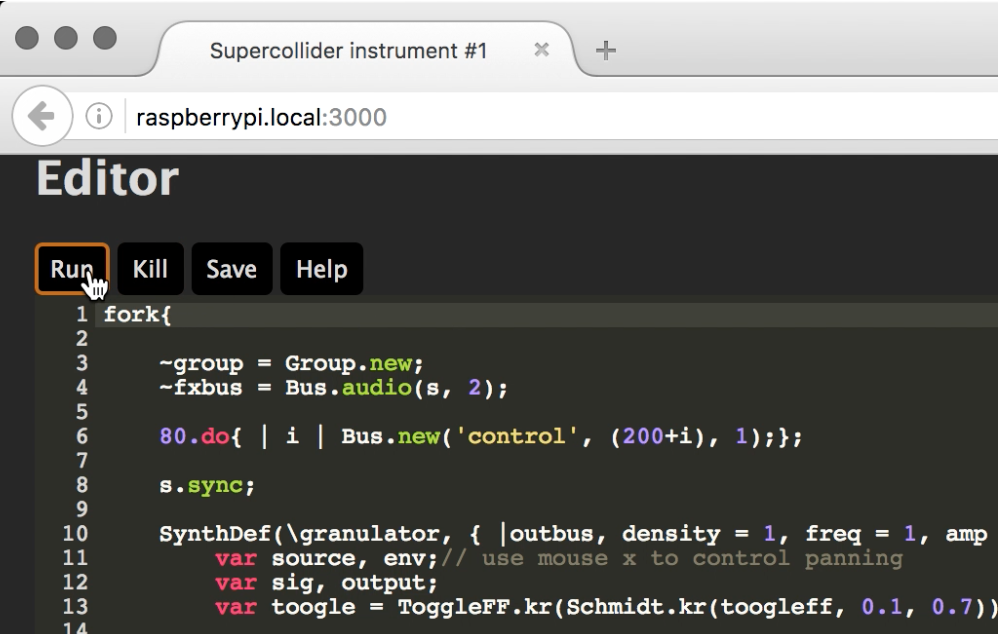 Supercollider instrument #1
raspberrypi.local:3000
Editor
Run Kill Save Help
1 fork{
2
3 ~group = Group.new;
4 ~fxbus = Bus.audio(s, 2);
5
6 80.do{ | i | Bus.new('control', (200+i), 1);};
7
8 s.sync;
9
10 SynthDef(\granulator, { |outbus, density = 1, freq = 1, amp
11 var source, env;// use mouse x to control panning
12 var sig, output;
13 var toogle = ToggleFF.kr(Schmidt.kr(toogleff, 0.1, 0.7))
14